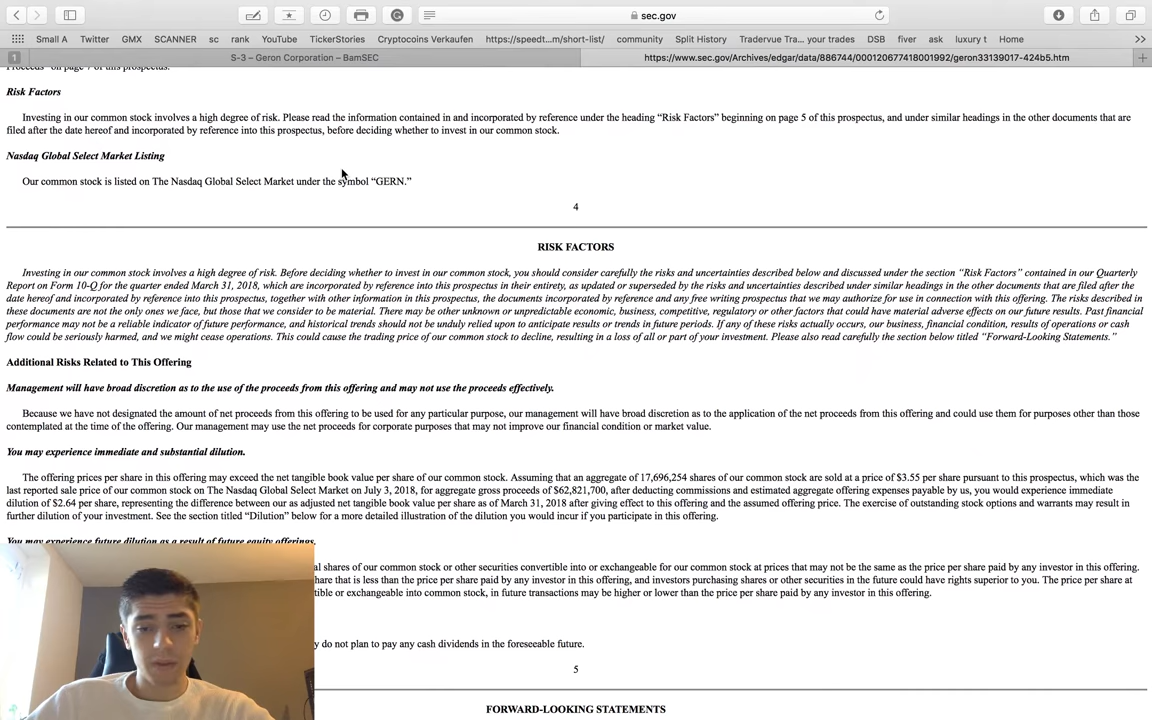 sec.gov
Small A Twitter GMX SCANNER sc rank YouTube TickerStories Cryptocoins Verkaufen https://speedt...m/short-list/ community Split History Tradervue Tra... your trades DSB fiver ask luxury t Home
1 S-3 – Geron Corporation – BamSEC https://www.sec.gov/Archives/edgar/data/886744/000120677418001992/geron33139017-424b5.htm
Proceeds” on page 7 of this prospectus.
Risk Factors
Investing in our common stock involves a high degree of risk. Please read the information contained in and incorporated by reference under the heading “Risk Factors” beginning on page 5 of this prospectus, and under similar headings in the other documents that are
filed after the date hereof and incorporated by reference into this prospectus, before deciding whether to invest in our common stock.
Nasdaq Global Select Market Listing
Our common stock is listed on The Nasdaq Global Select Market under the symbol “GERN.”
4
RISK FACTORS
Investing in our common stock involves a high degree of risk. Before deciding whether to invest in our common stock, you should consider carefully the risks and uncertainties described below and discussed under the section “Risk Factors” contained in our Quarterly
Report on Form 10-Q for the quarter ended March 31, 2018, which are incorporated by reference into this prospectus in their entirety, as updated or superseded by the risks and uncertainties described under similar headings in the other documents that are filed after the
date hereof and incorporated by reference into this prospectus, together with other information in this prospectus, the documents incorporated by reference and any free writing prospectus that we may authorize for use in connection with this offering. The risks described in
these documents are not the only ones we face, but those that we consider to be material. There may be other unknown or unpredictable economic, business, competitive, regulatory or other factors that could have material adverse effects on our future results. Past financial
performance may not be a reliable indicator of future performance, and historical trends should not be unduly relied upon to anticipate results or trends in future periods. If any of these risks actually occurs, our business, financial condition, results of operations or cash
flow could be seriously harmed, and we might cease operations. This could cause the trading price of our common stock to decline, resulting in a loss of all or part of your investment. Please also read carefully the section below titled “Forward-Looking Statements.”
Additional Risks Related to This Offering
Management will have broad discretion as to the use of the proceeds from this offering and may not use the proceeds effectively.
Because we have not designated the amount of net proceeds from this offering to be used for any particular purpose, our management will have broad discretion as to the application of the net proceeds from this offering and could use them for purposes other than those
contemplated at the time of the offering. Our management may use the net proceeds for corporate purposes that may not improve our financial condition or market value.
You may experience immediate and substantial dilution.
The offering prices per share in this offering may exceed the net tangible book value per share of our common stock. Assuming that an aggregate of 17,696,254 shares of our common stock are sold at a price of $3.55 per share pursuant to this prospectus, which was the
last reported sale price of our common stock on The Nasdaq Global Select Market on July 3, 2018, for aggregate gross proceeds of $62,821,700, after deducting commissions and estimated aggregate offering expenses payable by us, you would experience immediate
dilution of $2.64 per share, representing the difference between our as adjusted net tangible book value per share as of March 31, 2018 after giving effect to this offering and the assumed offering price. The exercise of outstanding stock options and warrants may result in
further dilution of your investment. See the section titled “Dilution” below for a more detailed illustration of the dilution you would incur if you participate in this offering.
You may experience future dilution as a result of future equity offerings.
al shares of our common stock or other securities convertible into or exchangeable for our common stock at prices that may not be the same as the price per share paid by any investor in this offering.
hare that is less than the price per share paid by any investor in this offering, and investors purchasing shares or other securities in the future could have rights superior to you. The price per share at
tible or exchangeable into common stock, in future transactions may be higher or lower than the price per share paid by any investor in this offering.
y do not plan to pay any cash dividends in the foreseeable future.
5
FORWARD-LOOKING STATEMENTS